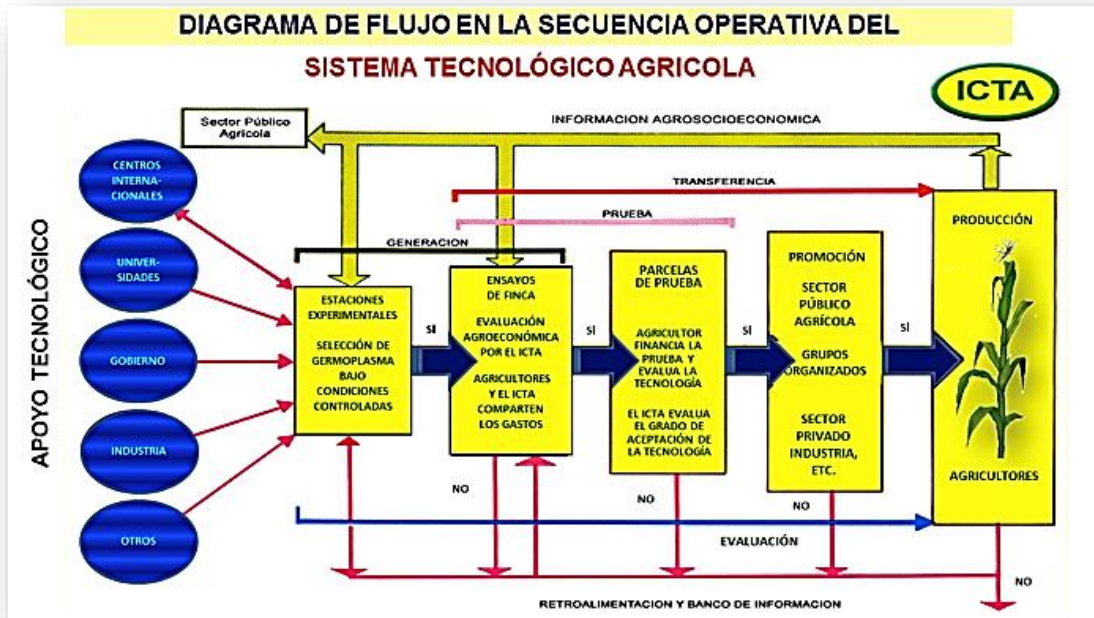 DIAGRAMA DE FLUJO EN LA SECUENCIA OPERATIVA DEL
SISTEMA TECNOLÓGICO AGRICOLA
ICTA
Sector Público
Agrícola
INFORMACION AGROSOCIOECONOMICA
APOYO TECNOLÓGICO
CENTROS
INTERNA-
CIONALES
UNIVER-
SIDADES
GOBIERNO
INDUSTRIA
OTROS
TRANSFERENCIA
PRUEBA
GENERACION
ESTACIONES
EXPERIMENTALES
SELECCIÓN DE
GERMOPLASMA
BAJO
CONDICIONES
CONTROLADAS
SI
ENSAYOS
DE FINCA
EVALUACIÓN
AGROECONÓMICA
POR EL ICTA
AGRICULTORES
Y EL ICTA
COMPARTEN
LOS GASTOS
SI
PARCELAS
DE PRUEBA
AGRICULTOR
FINANCIA LA
PRUEBA Y
EVALUA LA
TECNOLOGÍA
EL ICTA EVALUA
EL GRADO DE
ACEPTACIÓN DE
LA TECNOLOGÍA
SI
PROMOCIÓN
SECTOR
PÚBLICO
AGRÍCOLA
GRUPOS
ORGANIZADOS
SECTOR
PRIVADO
INDUSTRIA,
ETC.
SI
PRODUCCIÓN
AGRICULTORES
NO
NO
NO
EVALUACIÓN
NO
RETROALIMENTACION Y BANCO DE INFORMACION